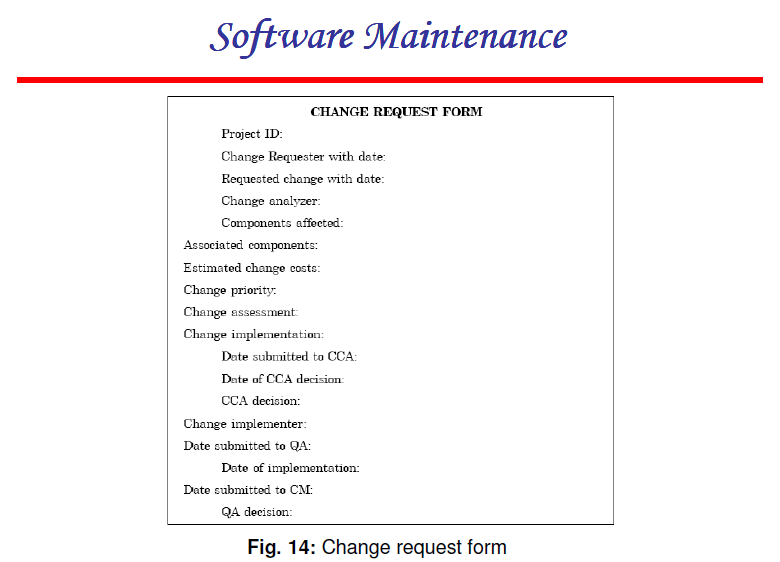 Software Maintenance
CHANGE REQUEST FORM
Project ID:
Change Requester with date:
Requested change with date:
Change analyzer:
Components affected:
Associated components:
Estimated change costs:
Change priority:
Change assessment:
Change implementation:
Date submitted to CCA:
Date of CCA decision:
CCA decision:
Change implementer:
Date submitted to QA:
Date of implementation:
Date submitted to CM:
QA decision:
Fig. 14: Change request form